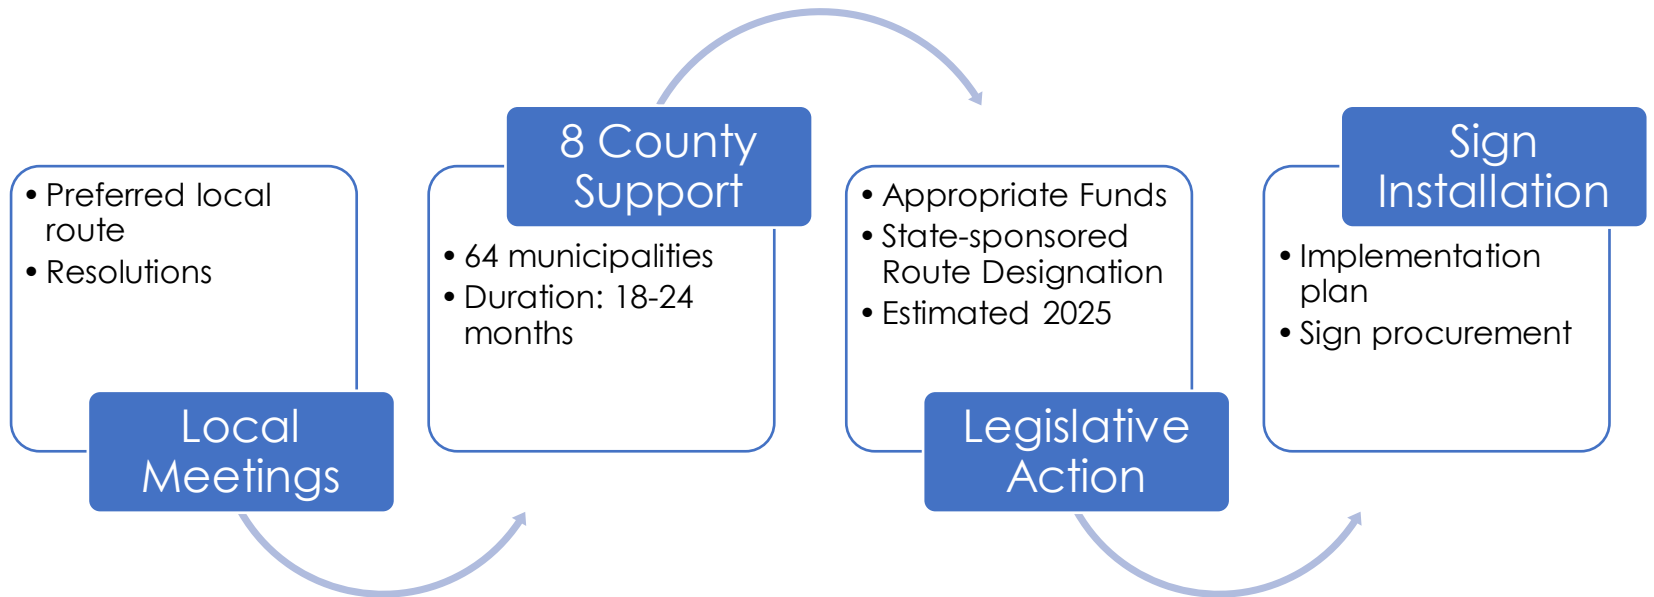 • Preferred local
route
• Resolutions
Local
Meetings
8 County
Support
• 64 municipalities
• Duration: 18-24
months
• Appropriate Funds
• State-sponsored
Route Designation
• Estimated 2025
Legislative
Action
Sign
Installation
• Implementation
plan
• Sign procurement